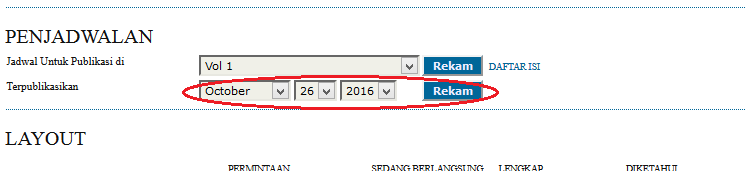 PENJADWALAN
Jadwal Untuk Publikasi di Vol 1 Rekam DAFTAR ISI
Terpublikasikan October 26 2016 Rekam
LAYOUT
PERMINTAAN SEDANG BERLANGSUNG LENGKAP DIKETAHUI